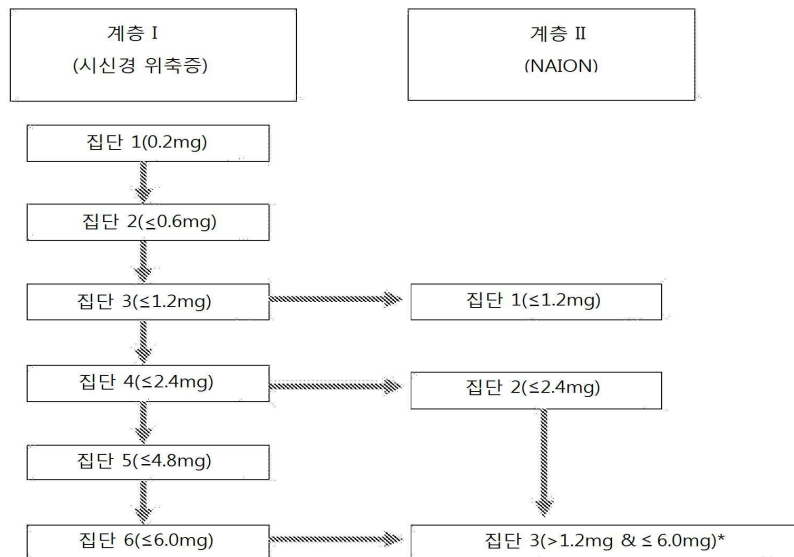 계층 I
(시신경 위축증)
계층 II
(NAION)
집단 1(0.2mg)
집단 2(≤0.6mg)
집단 3(≤1.2mg)
집단 1(≤1.2mg)
집단 4(≤2.4mg)
집단 2(≤2.4mg)
집단 5(≤4.8mg)
집단 6(≤6.0mg)
집단 3(>1.2mg & ≤ 6.0mg)*